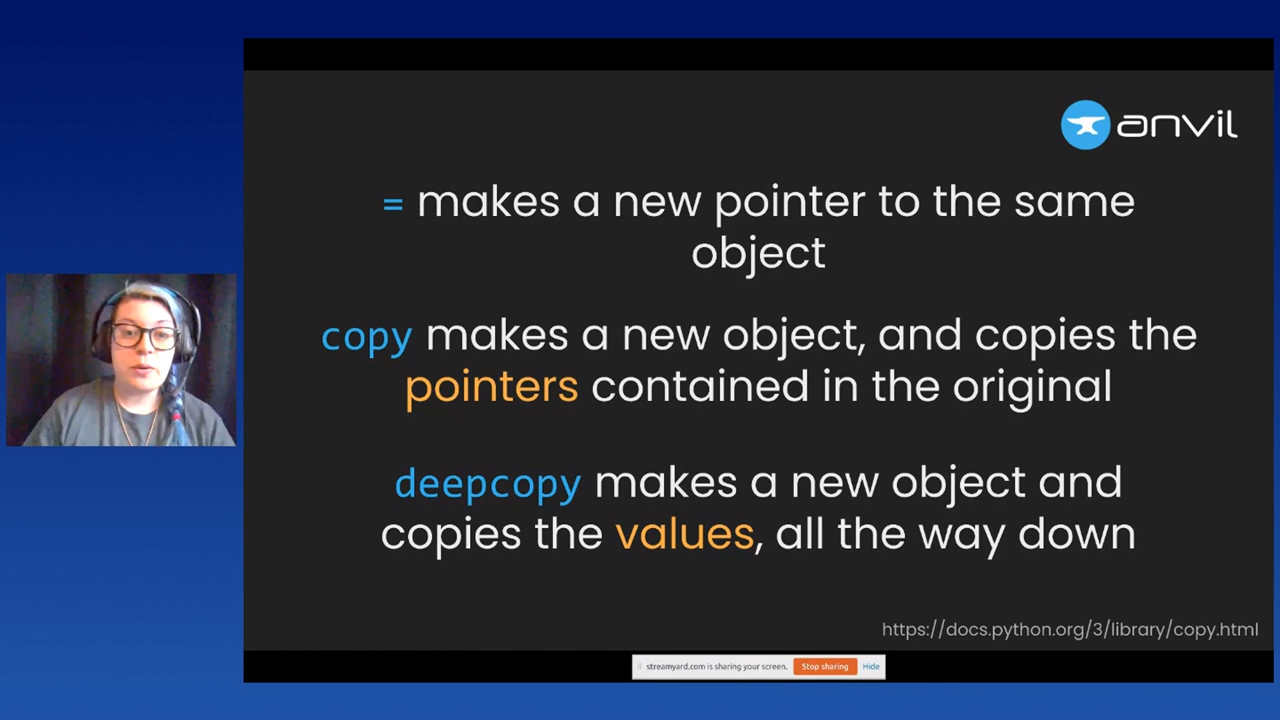 anvil
= makes a new pointer to the same
object
copy makes a new object, and copies the
pointers contained in the original
deepcopy makes a new object and
copies the values, all the way down
https://docs.python.org/3/library/copy.html
streamyard.com is sharing your screen. Stop sharing Hide